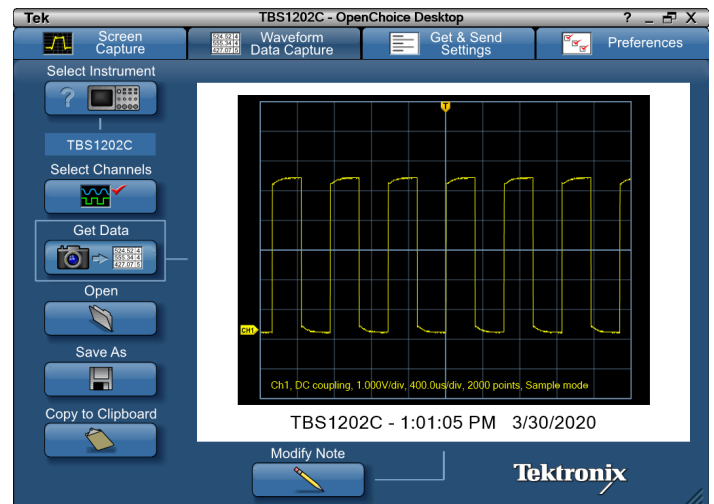 Tek
TBS1202C - OpenChoice Desktop
? _ X
Screen
Capture
Waveform
Data Capture
Get & Send
Settings
Preferences
Select Instrument
?
TBS1202C
Select Channels
Get Data
Open
Save As
Copy to Clipboard
T
CH1
Ch1, DC coupling, 1.000V/div, 400.0us/div, 2000 points, Sample mode
TBS1202C - 1:01:05 PM 3/30/2020
Modify Note
Tektronix